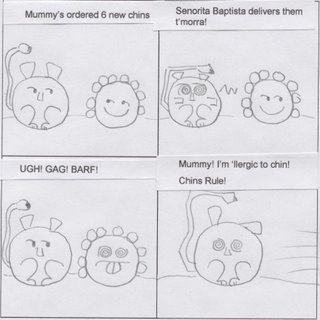 Mummy's ordered 6 new chins
Senorita Baptista delivers them
t'morra!
UGH! GAG! BARF!
Mummy! I'm 'llergic to chin!
Chins Rule!